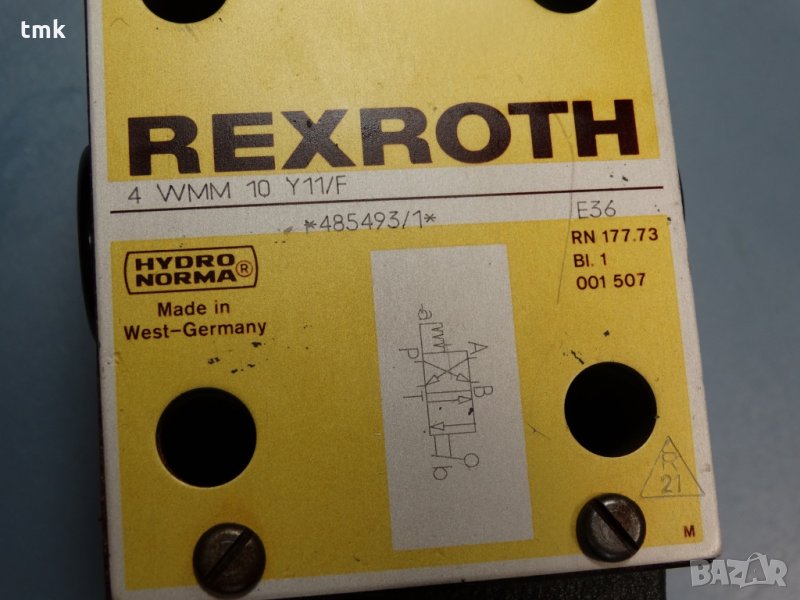 tmk
REXROTH
4 WMM 10 Y11/F
*485493/1*
E36
HYDRO
NORMA®
Made in
West-Germany
RN 177.73
Bl. 1
001 507
a
A
P
B
T
b
R
21
M
BAZAR